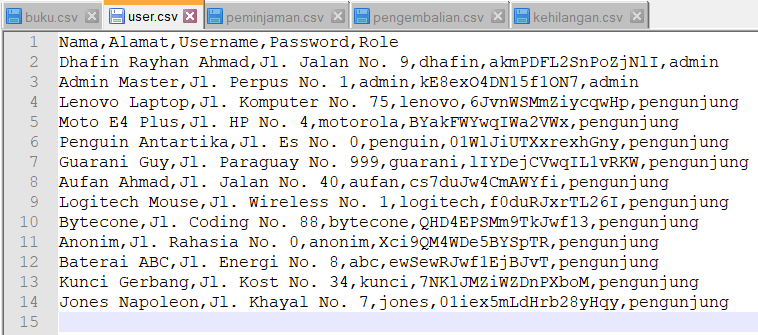 buku.csv user.csv peminjaman.csv pengembalian.csv kehilangan.csv
1 Nama,Alamat,Username,Password,Role
2 Dhafin Rayhan Ahmad,Jl. Jalan No. 9,dhafin,akmPDFL2SnPoZjNlI,admin
3 Admin Master,Jl. Perpus No. 1,admin,kE8exO4DN15f1ON7,admin
4 Lenovo Laptop,Jl. Komputer No. 75,lenovo,6JvnWSMmZiycqwHp,pengunjung
5 Moto E4 Plus,Jl. HP No. 4,motorola,BYakFWYwqIWa2VWx,pengunjung
6 Penguin Antartika,Jl. Es No. 0,penguin,01WlJiUTXxrexhGny,pengunjung
7 Guarani Guy,Jl. Paraguay No. 999,guarani,lIYDejCVwqIL1vRKW,pengunjung
8 Aufan Ahmad,Jl. Jalan No. 40,aufan,cs7duJw4CmAWYfi,pengunjung
9 Logitech Mouse,Jl. Wireless No. 1,logitech,f0duRJxrTL26I,pengunjung
10 Bytecone,Jl. Coding No. 88,bytecone,QHD4EPSMm9TkJwf13,pengunjung
11 Anonim,Jl. Rahasia No. 0,anonim,Xci9QM4WDe5BYSpTR,pengunjung
12 Baterai ABC,Jl. Energi No. 8,abc,ewSewRJwf1EjBJvT,pengunjung
13 Kunci Gerbang,Jl. Kost No. 34,kunci,7NKlJMZiWZDnPXboM,pengunjung
14 Jones Napoleon,Jl. Khayal No. 7,jones,01iex5mLdHrb28yHqy,pengunjung
15